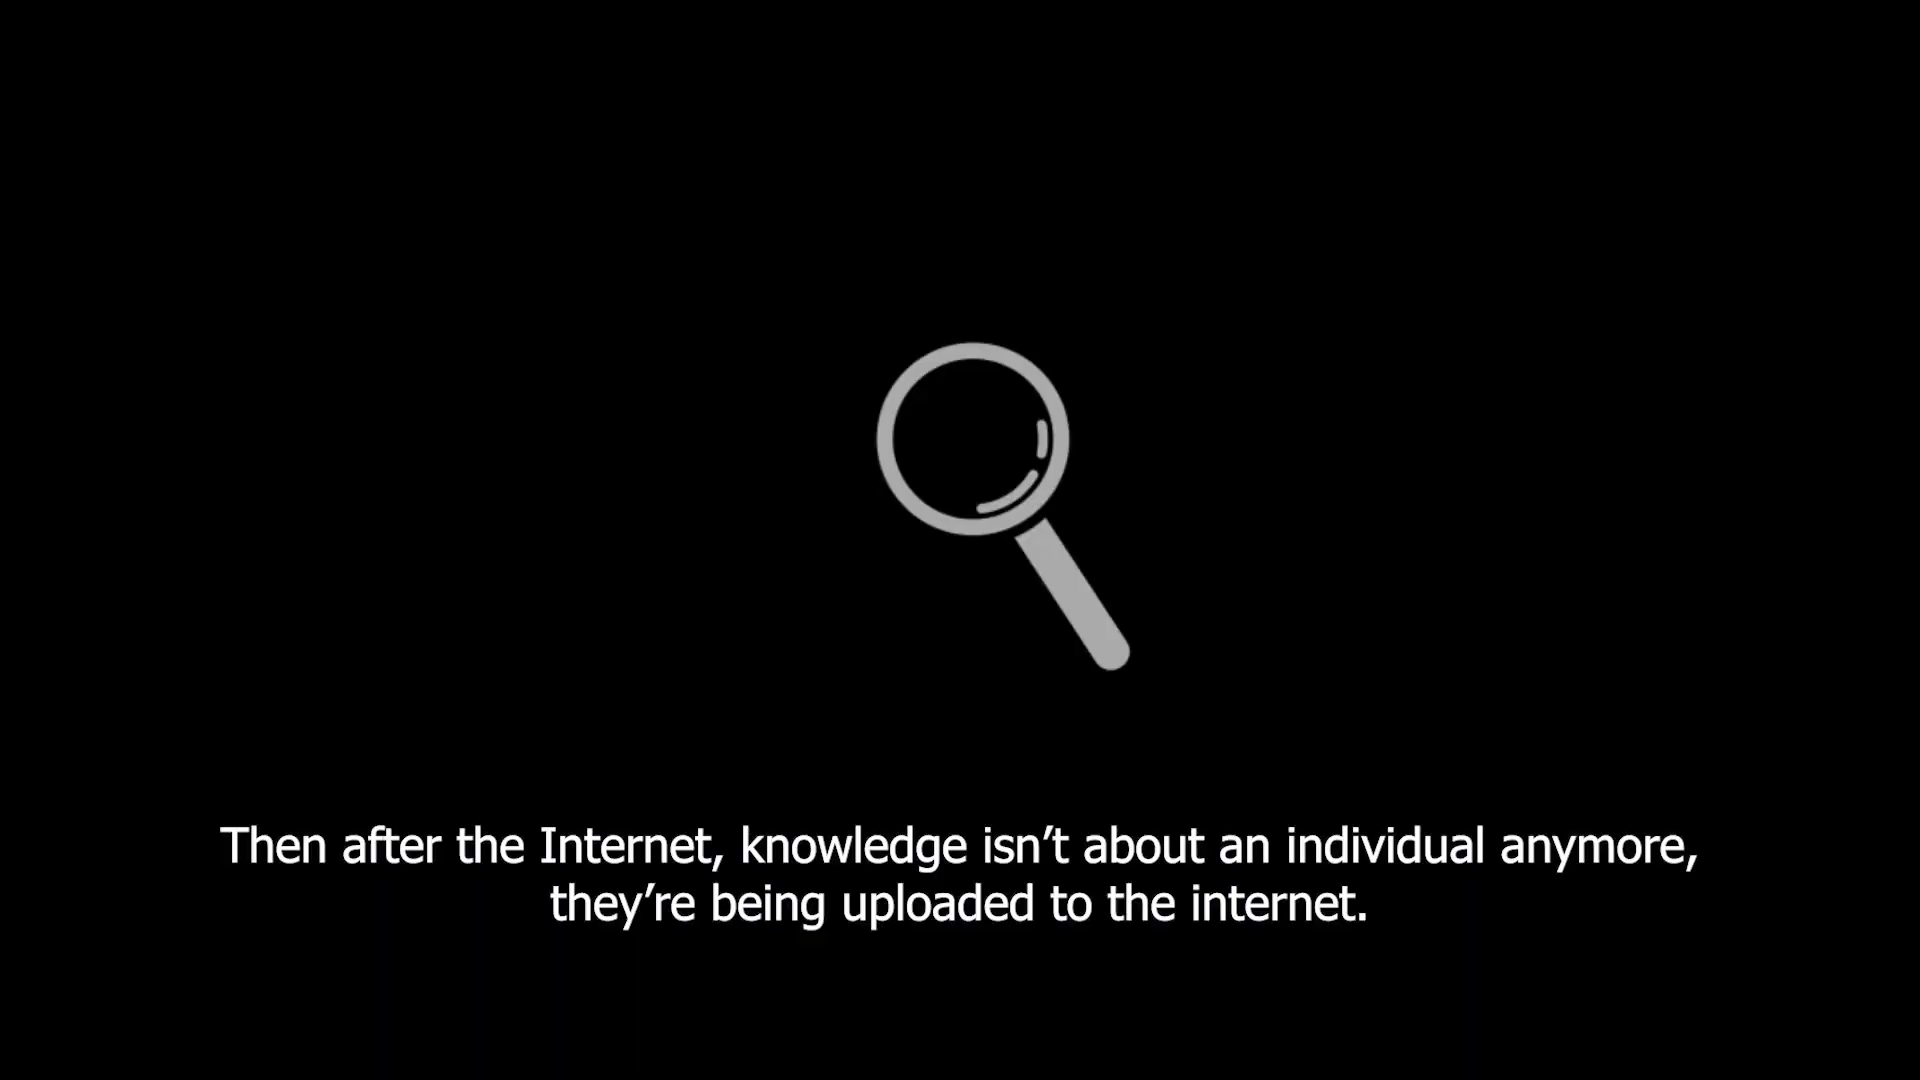 Then after the Internet, knowledge isn’t about an individual anymore,
they’re being uploaded to the internet.